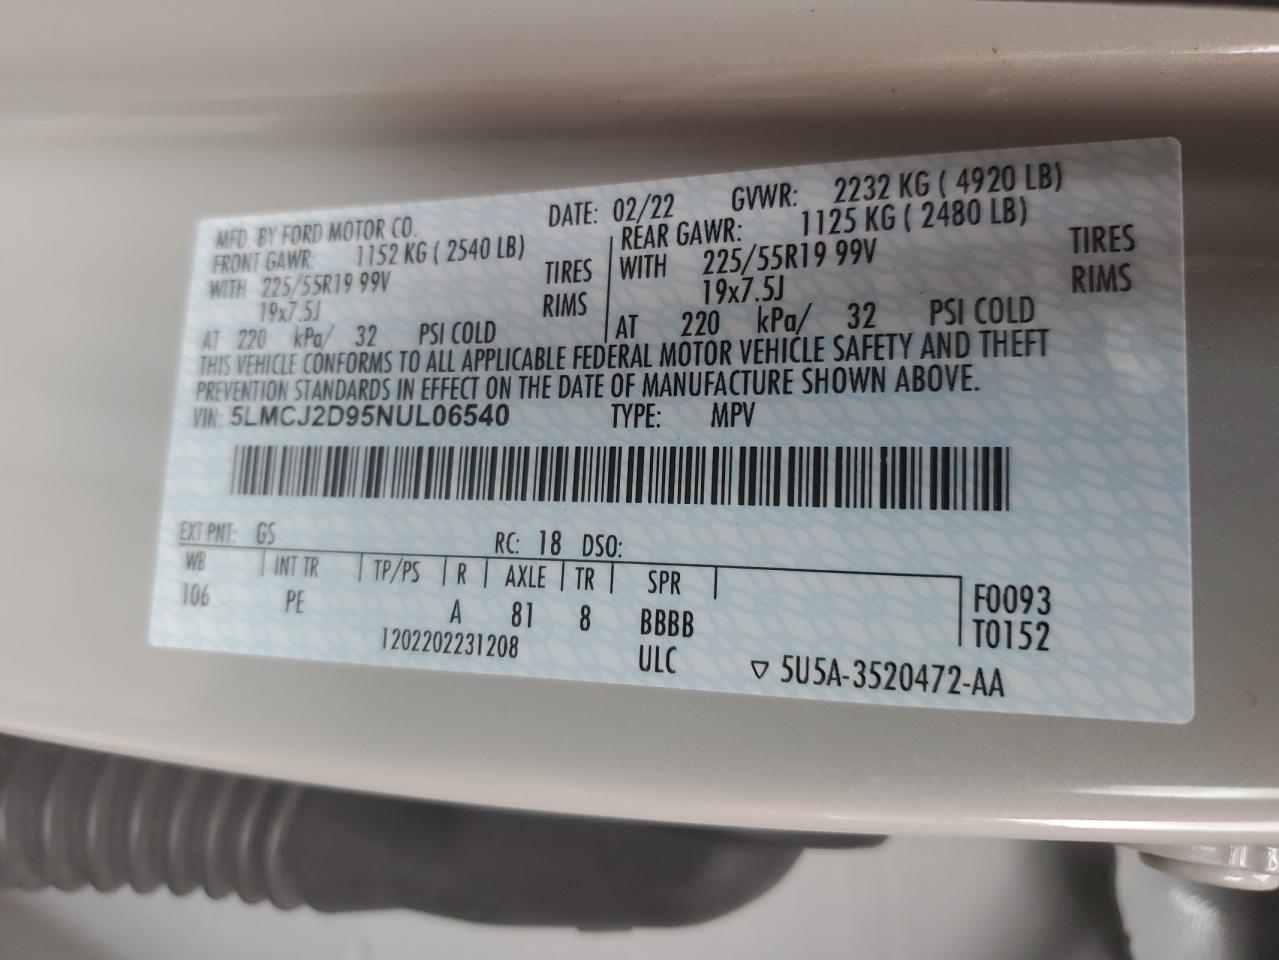 MFD. BY FORD MOTOR CO. DATE: 02/22 GVWR: 2232 KG ( 4920 LB)
FRONT GAWR: 1152 KG ( 2540 LB) REAR GAWR: 1125 KG ( 2480 LB)
WITH 225/55R19 99V TIRES WITH 225/55R19 99V TIRES
19x7.5J RIMS 19x7.5J RIMS
AT 220 kPa/ 32 PSI COLD AT 220 kPa/ 32 PSI COLD
THIS VEHICLE CONFORMS TO ALL APPLICABLE FEDERAL MOTOR VEHICLE SAFETY AND THEFT
PREVENTION STANDARDS IN EFFECT ON THE DATE OF MANUFACTURE SHOWN ABOVE.
VIN: 5LMCJ2D95NUL06540 TYPE: MPV
EXT PNT: GS RC: 18 DSO:
WB INT TR TP/PS R AXLE TR SPR F0093
106 PE A 81 8 BBBB T0152
1202202231208 ULC ▽ 5U5A-3520472-AA